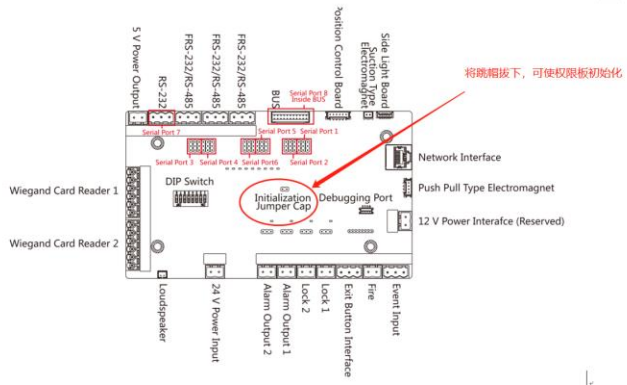 5 V Power Output
RS-232
FRS-232/RS-485
FRS-232/RS-485
FRS-232/RS-485
BUS
Position Control Board
Suction Type
Electromagnet
Side Light Board
将跳帽拔下，可使权限板初始化
Serial Port 8
Inside BUS
Serial Port 7
Serial Port 5
Serial Port 1
Serial Port 3
Serial Port 4
Serial Port6
Serial Port 2
Network Interface
DIP Switch
Wiegand Card Reader 1
Initialization
Jumper Cap
Debugging Port
Push Pull Type Electromagnet
12 V Power Interafce (Reserved)
Wiegand Card Reader 2
Loudspeaker
24 V Power Input
Alarm Output 2
Alarm Output 1
Lock 2
Lock 1
Exit Button Interface
Fire
Event Input